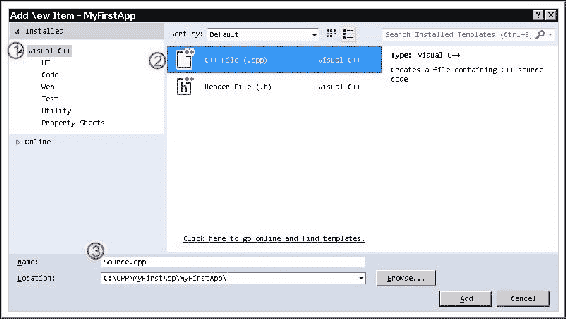 Add New Item - MyFirstApp
Installed
Sort by: Default
Search Installed Templates (Ctrl+E)
1
Visual C++
UI
Code
Web
Test
Utility
Property Sheets
Online
2
C++ File (.cpp) Visual C++
Header File (.h) Visual C++
Type: Visual C++
Creates a file containing C++ source
code
Click here to go online and find templates.
3
Name: Source.cpp
Location: C:\CPP\MyFirstApp\MyFirstApp\
Browse...
Add
Cancel